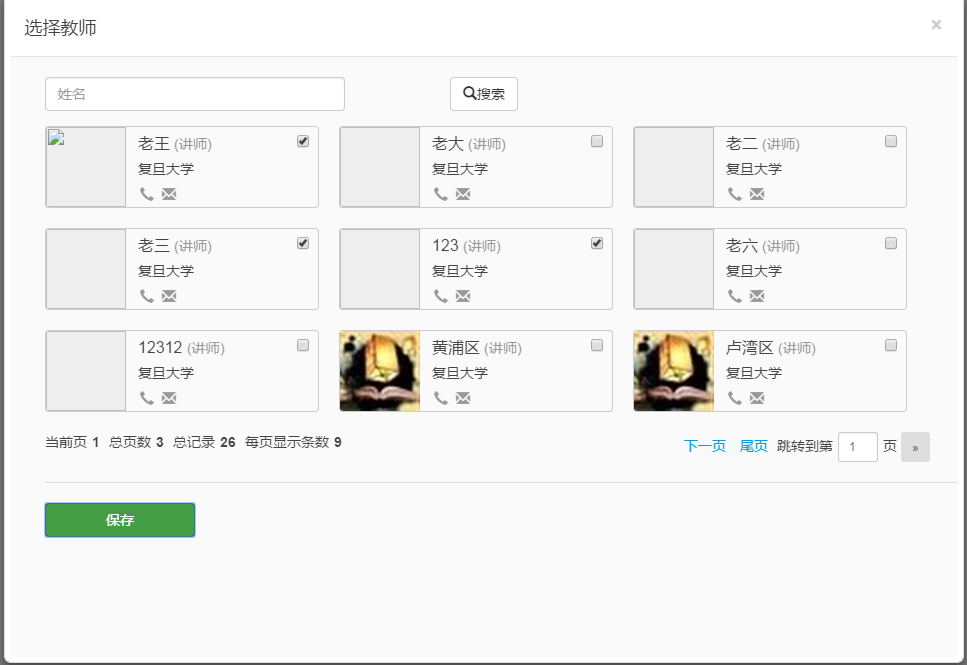 选择教师
×
姓名
搜索
老王 (讲师)
复旦大学
老大 (讲师)
复旦大学
老二 (讲师)
复旦大学
老三 (讲师)
复旦大学
123 (讲师)
复旦大学
老六 (讲师)
复旦大学
12312 (讲师)
复旦大学
黄浦区 (讲师)
复旦大学
卢湾区 (讲师)
复旦大学
当前页 1 总页数 3 总记录 26 每页显示条数 9
下一页 尾页 跳转到第 1 页 »
保存